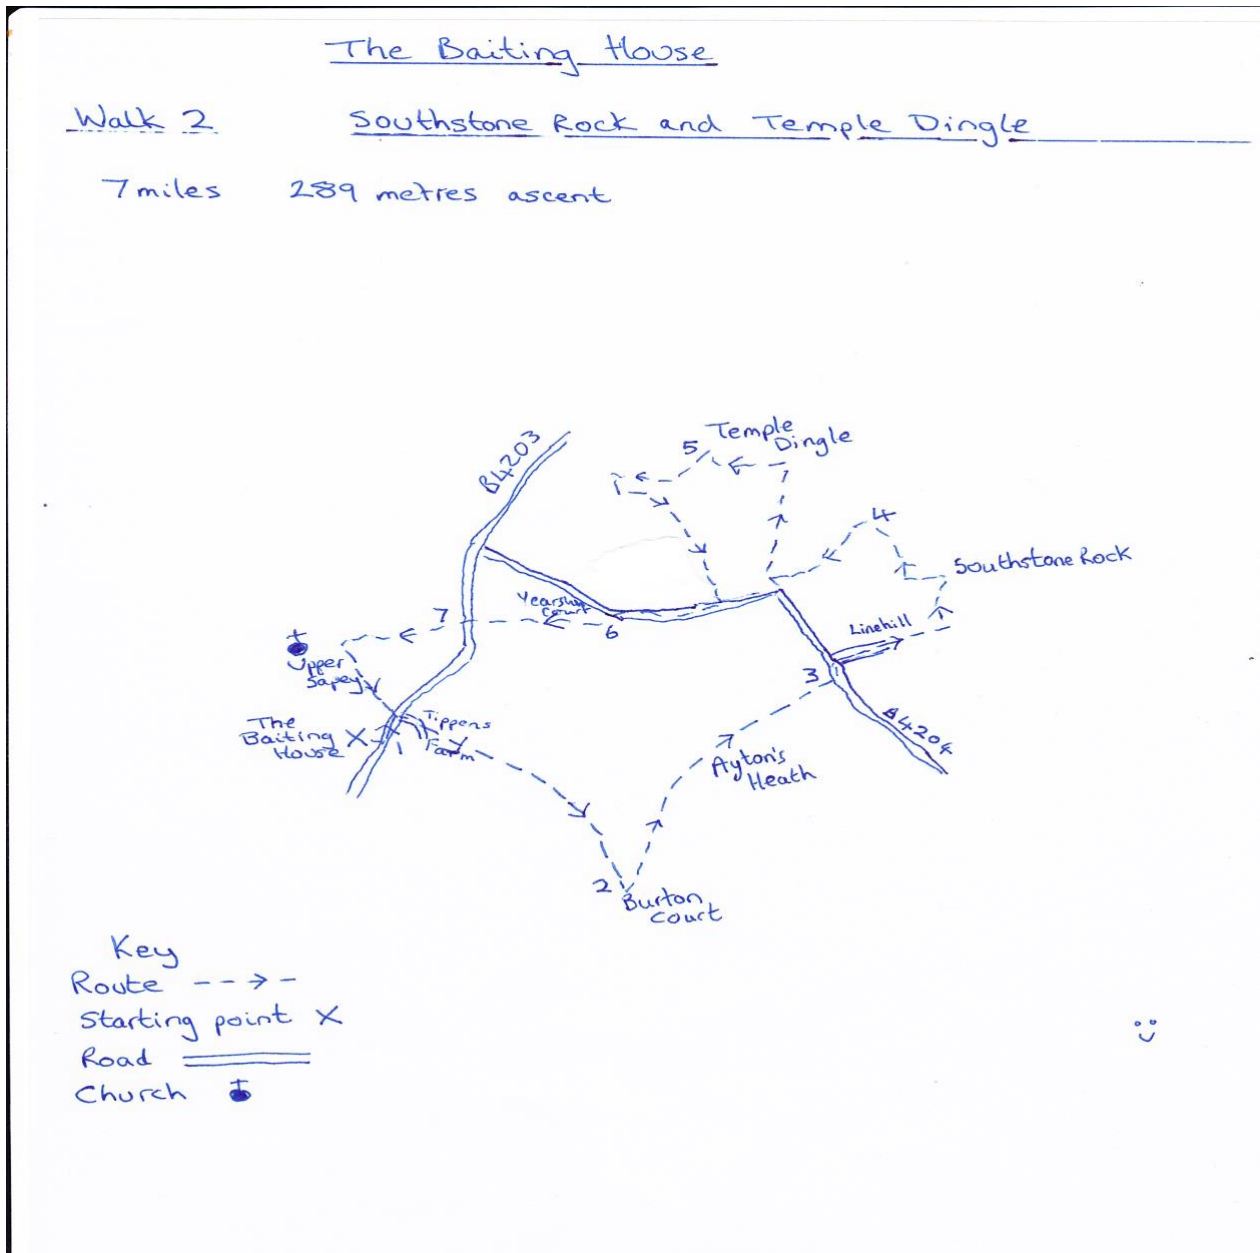 The Baiting House
Walk 2 Southstone Rock and Temple Dingle
7 miles 289 metres ascent
B4203
5
Temple
Dingle
4
Southstone Rock
Linehill
3
B4204
Court
6
7
Upper
Sapey
The
Baiting
House
1
Tippens
Farm
Ayton's
Heath
2
Burton
Court
Key
Route
Starting point X
Road
Church